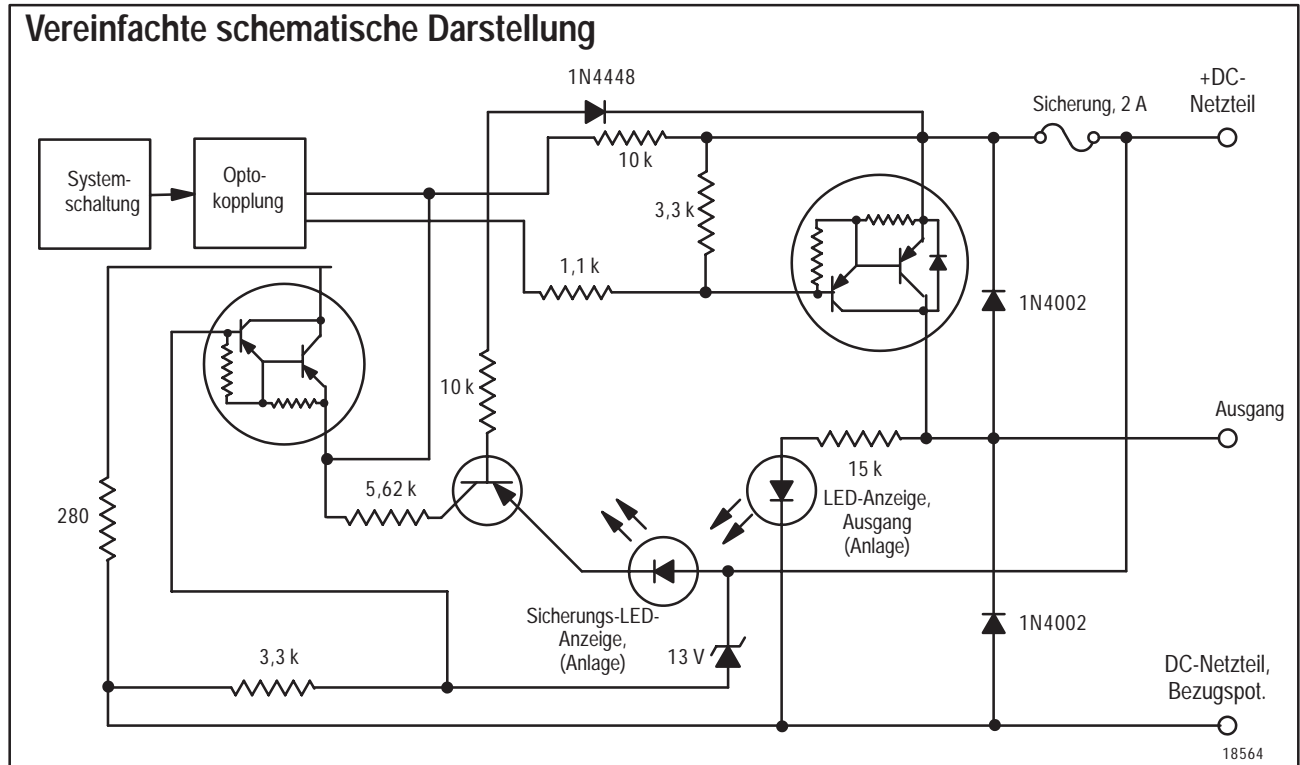 Vereinfachte schematische Darstellung
1N4448
+DC-
Netzteil
Sicherung, 2 A
System-
schaltung
Opto-
kopplung
10 k
3,3 k
1,1 k
1N4002
10 k
Ausgang
15 k
LED-Anzeige,
Ausgang
(Anlage)
5,62 k
280
Sicherungs-LED-
Anzeige,
(Anlage)
13 V
1N4002
3,3 k
DC-Netzteil,
Bezugspot.
18564